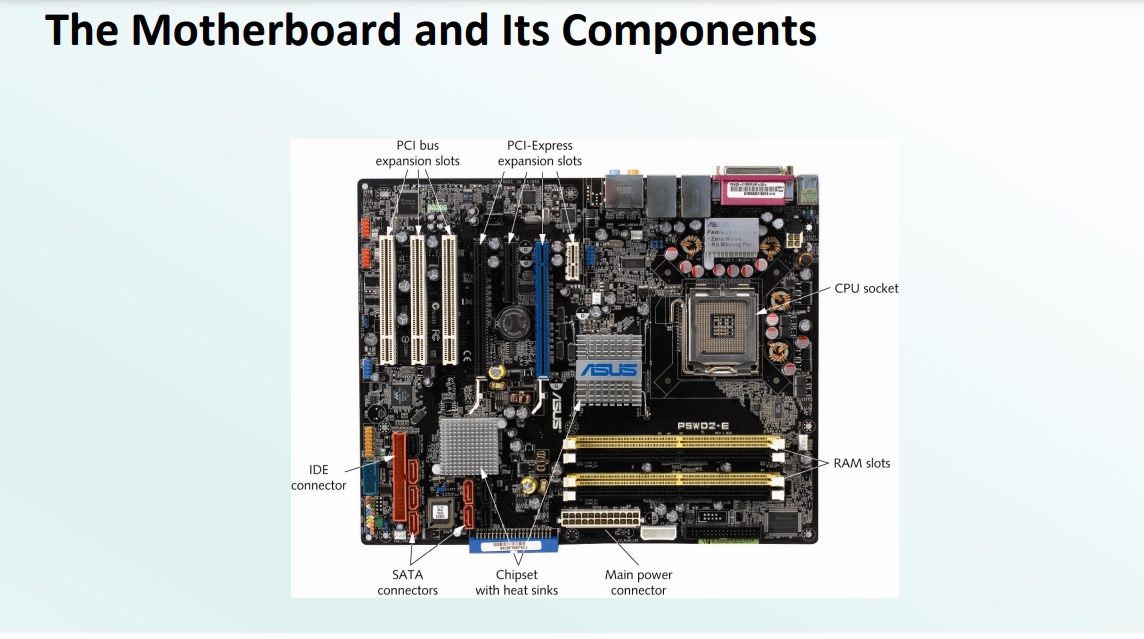 The Motherboard and Its Components
PCI bus
expansion slots
PCI-Express
expansion slots
CPU socket
ASUS
P5WD2-E
ASUS
RAM slots
IDE
connector
SATA
connectors
Chipset
with heat sinks
Main power
connector